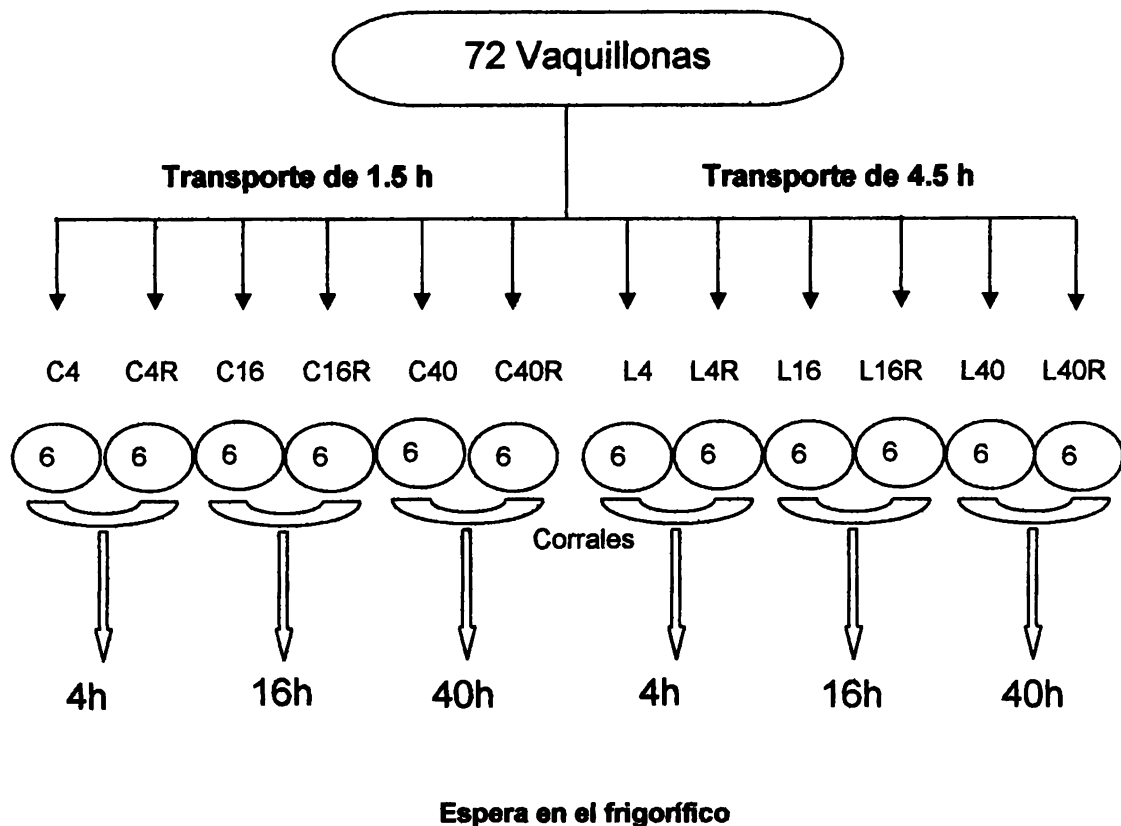 72 Vaquillonas
Transporte de 1.5 h Transporte de 4.5 h
C4 C4R C16 C16R C40 C40R L4 L4R L16 L16R L40 L40R
6 6 6 6 6 6 6 6 6 6 6 6
Corrales
4h 16h 40h 4h 16h 40h
Espera en el frigorífico